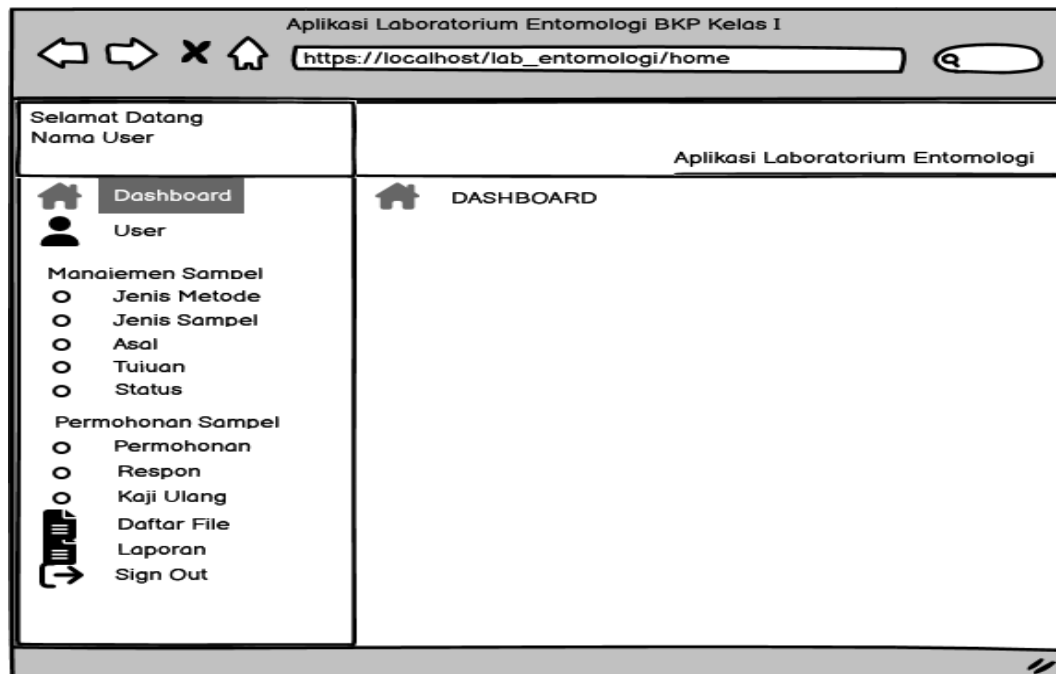 Aplikasi Laboratorium Entomologi BKP Kelas I
https://localhost/lab_entomologi/home
Selamat Datang
Nama User
Aplikasi Laboratorium Entomologi
Dashboard
DASHBOARD
User
Manajemen Sampel
Jenis Metode
Jenis Sampel
Asal
Tujuan
Status
Permohonan Sampel
Permohonan
Respon
Kaji Ulang
Daftar File
Laporan
Sign Out